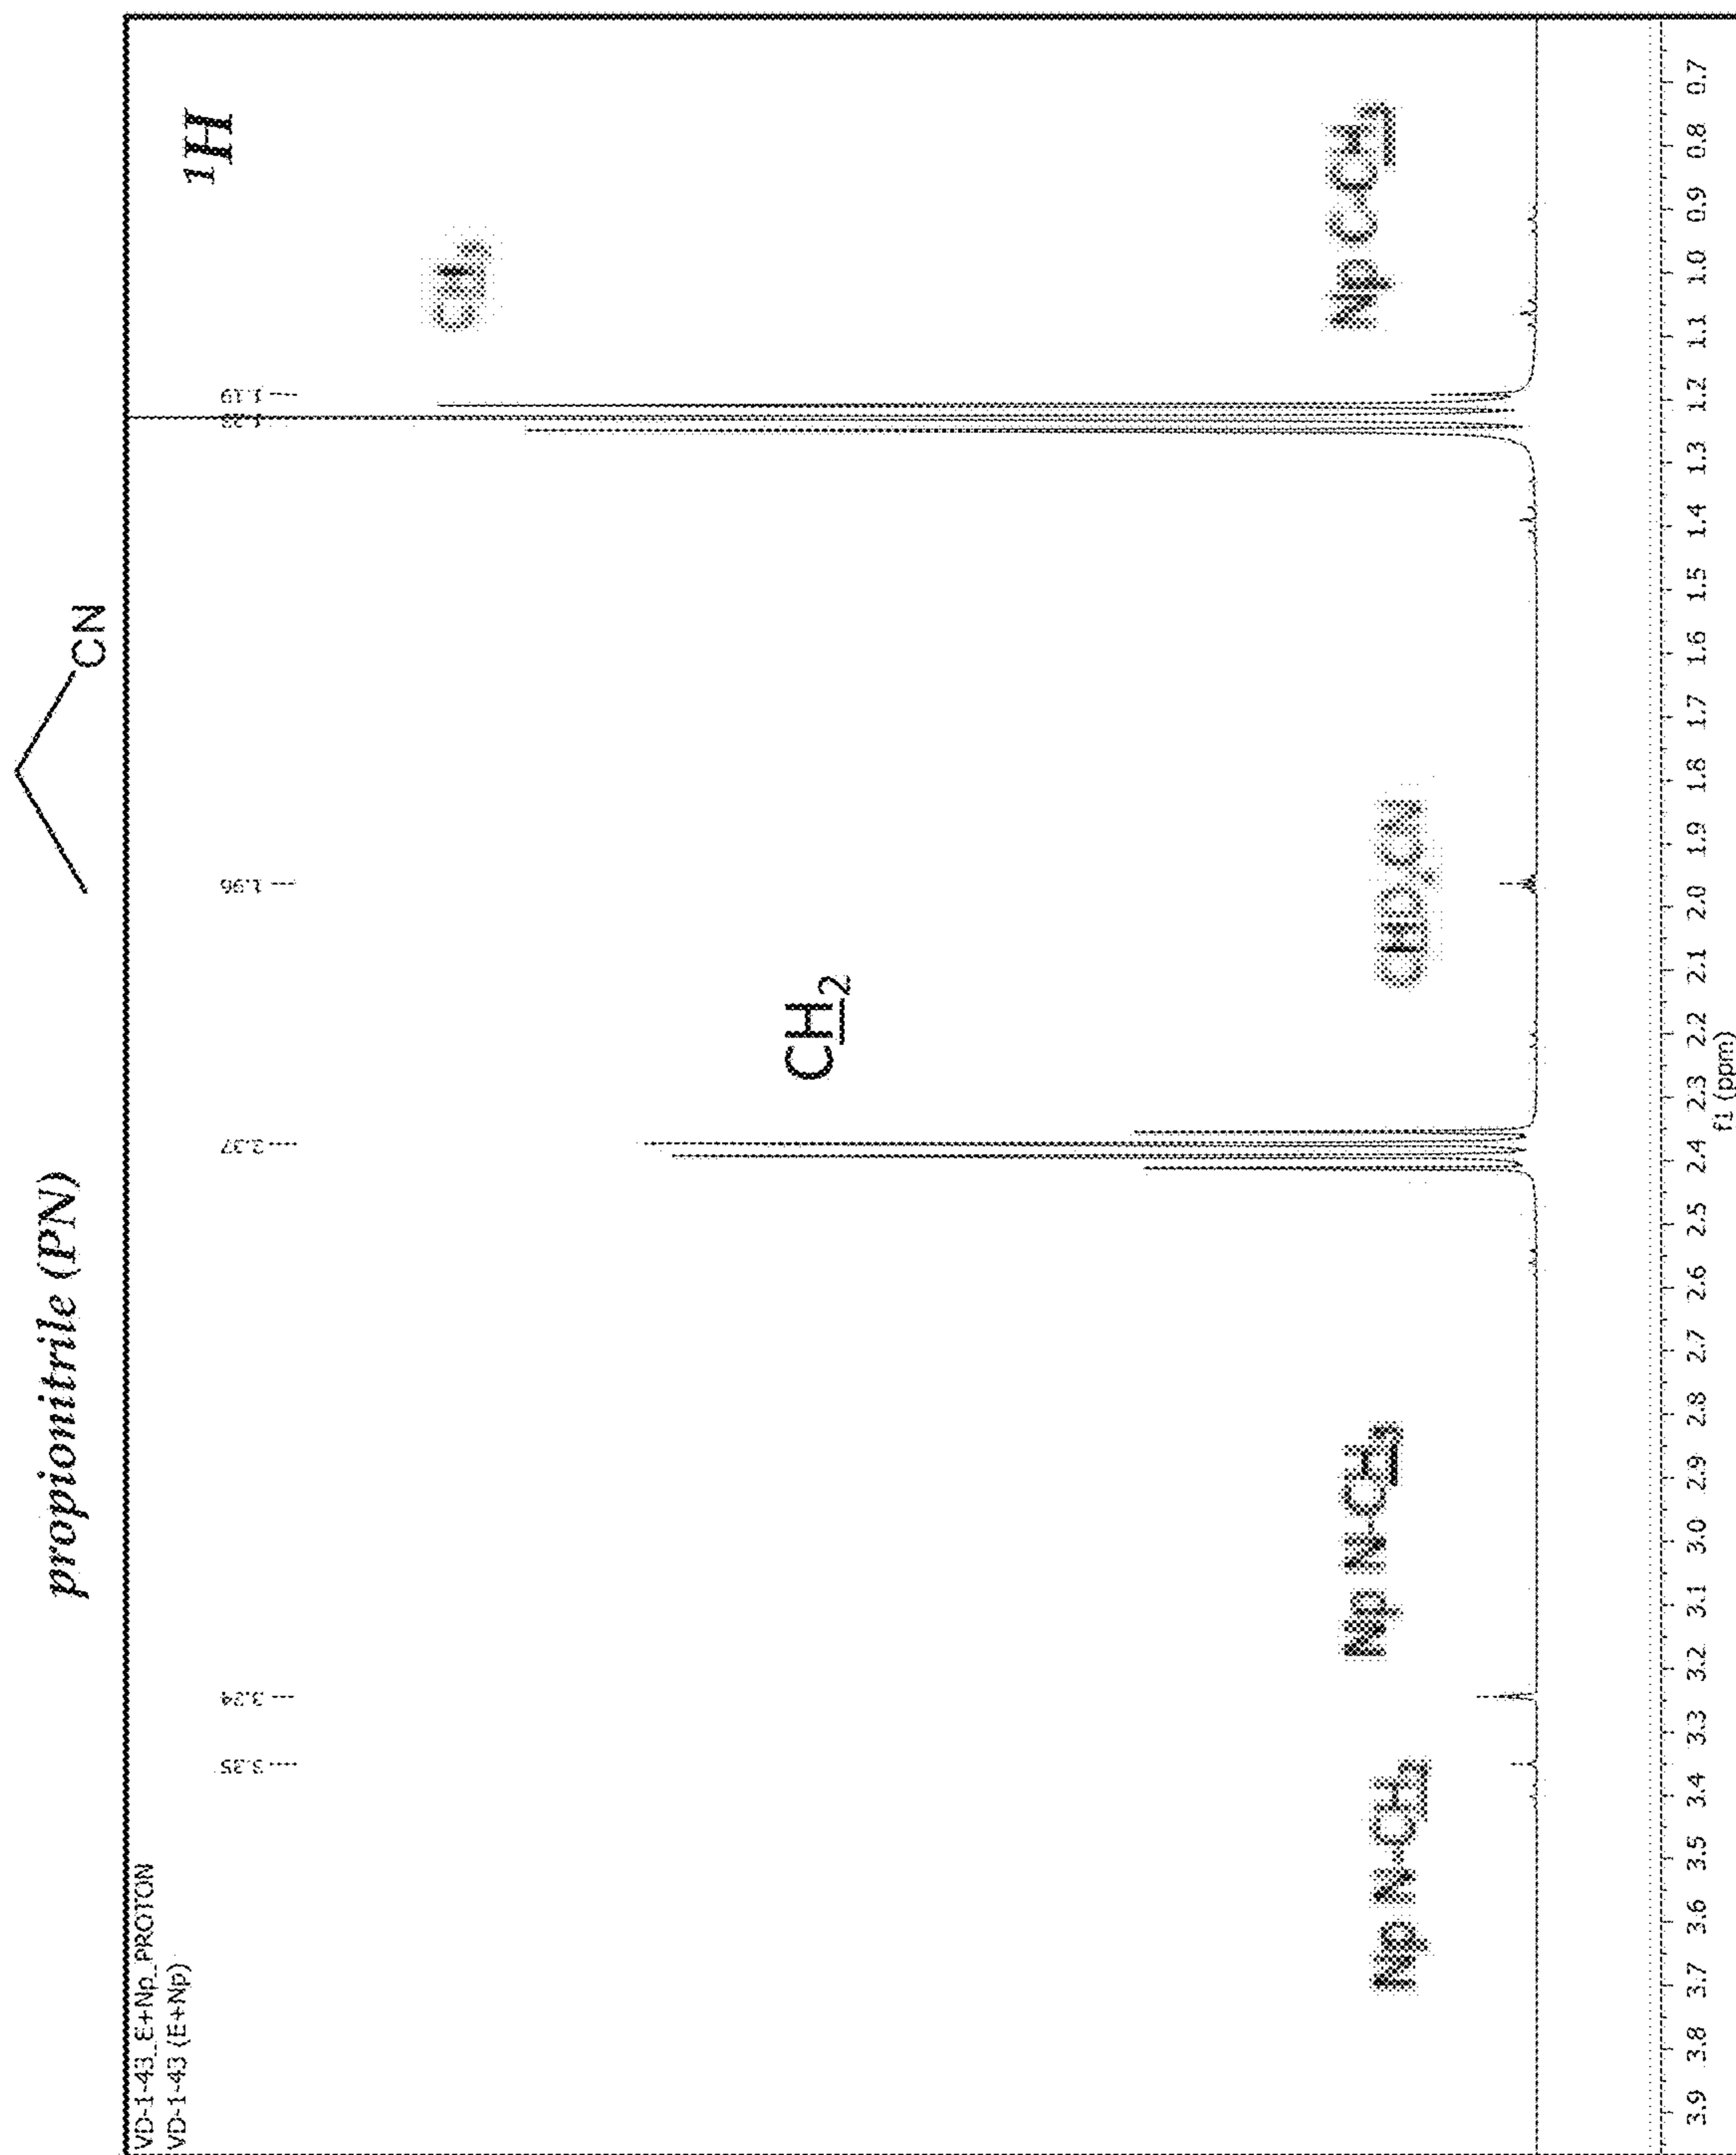 propionitrile (PN)
CN
VD-1-43_E+Np_PROTON
VD-1-43 (E+Np)
¹H
3.35
3.24
2.37
1.96
1.22
1.19
CH₃
CH₂
Np N-CH₂
Np N-CH₃
CHD₂CN
Np C-CH₃
3.9 3.8 3.7 3.6 3.5 3.4 3.3 3.2 3.1 3.0 2.9 2.8 2.7 2.6 2.5 2.4 2.3 2.2 2.1 2.0 1.9 1.8 1.7 1.6 1.5 1.4 1.3 1.2 1.1 1.0 0.9 0.8 0.7
f1 (ppm)